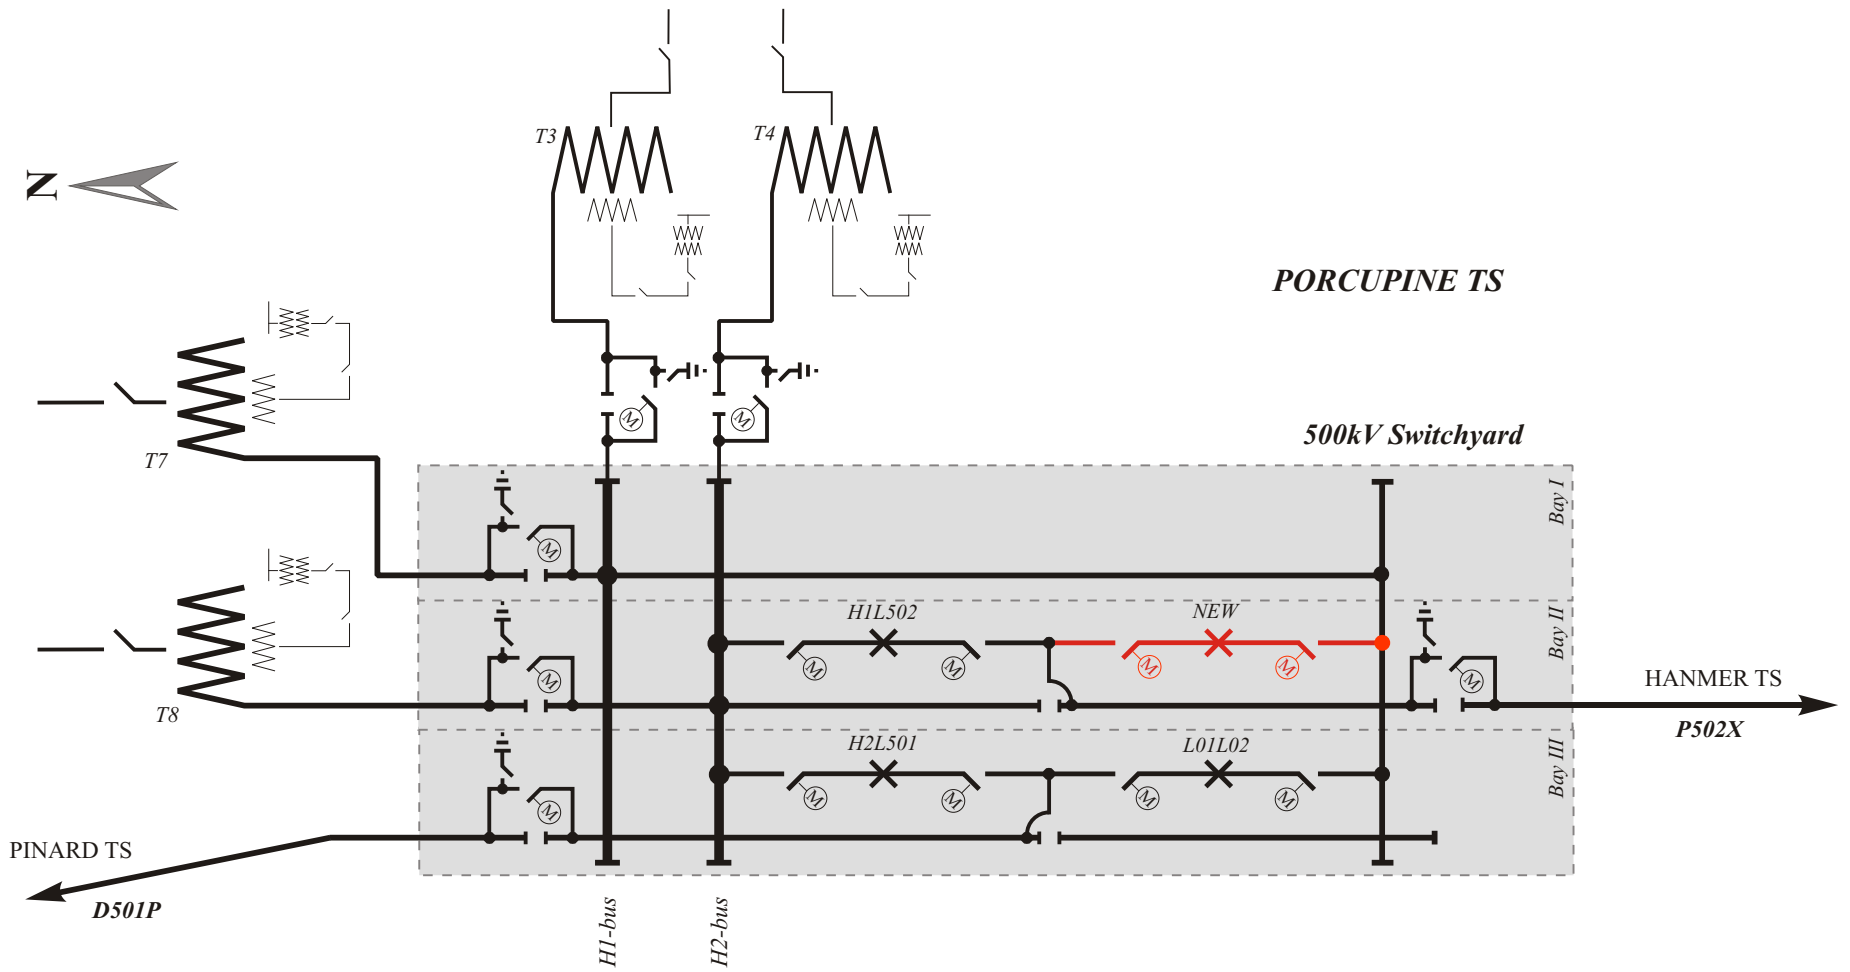 T3
T4
N
PORCUPINE TS
500kV Switchyard
T7
M
M
Bay I
M
H1L502
NEW
Bay II
M
M
M
M
M
M
HANMER TS
P502X
T8
H2L501
L01L02
Bay III
M
M
M
M
M
PINARD TS
D501P
H1-bus
H2-bus